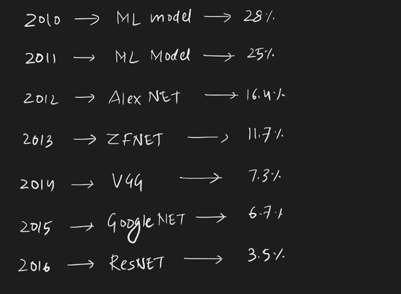 2010 → ML model → 28%
2011 → ML Model → 25%
2012 → Alex NET → 16.4%
2013 → ZFNET → 11.7%
2014 → VGG → 7.3%
2015 → Google NET → 6.7%
2016 → ResNET → 3.5%